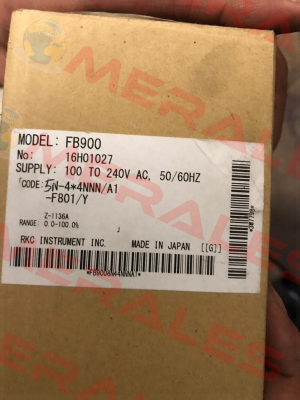 MERALES
MODEL: FB900
No: 16H01027
SUPPLY: 100 TO 240V AC, 50/60HZ
CODE: 5N-4*4NNN/A1
-F801/Y
Z-1136A
RANGE: 0.0-100.0%
RKC INSTRUMENT INC. MADE IN JAPAN [[G]]